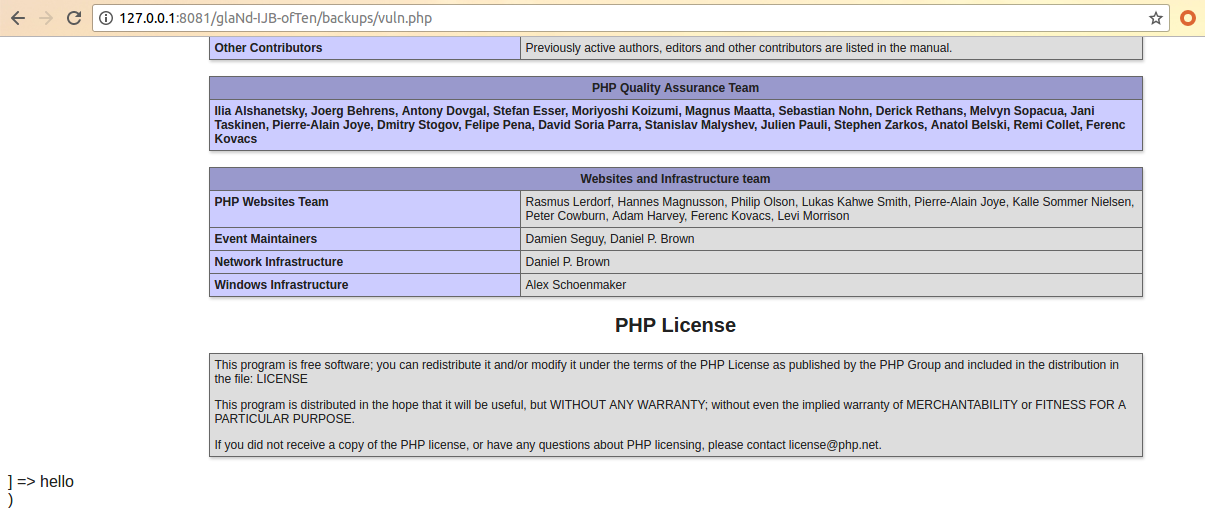 127.0.0.1:8081/glaNd-IJB-ofTen/backups/vuln.php
Other Contributors Previously active authors, editors and other contributors are listed in the manual.
PHP Quality Assurance Team
Ilia Alshanetsky, Joerg Behrens, Antony Dovgal, Stefan Esser, Moriyoshi Koizumi, Magnus Maatta, Sebastian Nohn, Derick Rethans, Melvyn Sopacua, Jani
Taskinen, Pierre-Alain Joye, Dmitry Stogov, Felipe Pena, David Soria Parra, Stanislav Malyshev, Julien Pauli, Stephen Zarkos, Anatol Belski, Remi Collet, Ferenc
Kovacs
Websites and Infrastructure team
PHP Websites Team Rasmus Lerdorf, Hannes Magnusson, Philip Olson, Lukas Kahwe Smith, Pierre-Alain Joye, Kalle Sommer Nielsen,
Peter Cowburn, Adam Harvey, Ferenc Kovacs, Levi Morrison
Event Maintainers Damien Seguy, Daniel P. Brown
Network Infrastructure Daniel P. Brown
Windows Infrastructure Alex Schoenmaker
PHP License
This program is free software; you can redistribute it and/or modify it under the terms of the PHP License as published by the PHP Group and included in the distribution in
the file: LICENSE
This program is distributed in the hope that it will be useful, but WITHOUT ANY WARRANTY; without even the implied warranty of MERCHANTABILITY or FITNESS FOR A
PARTICULAR PURPOSE.
If you did not receive a copy of the PHP license, or have any questions about PHP licensing, please contact license@php.net.
] => hello
)